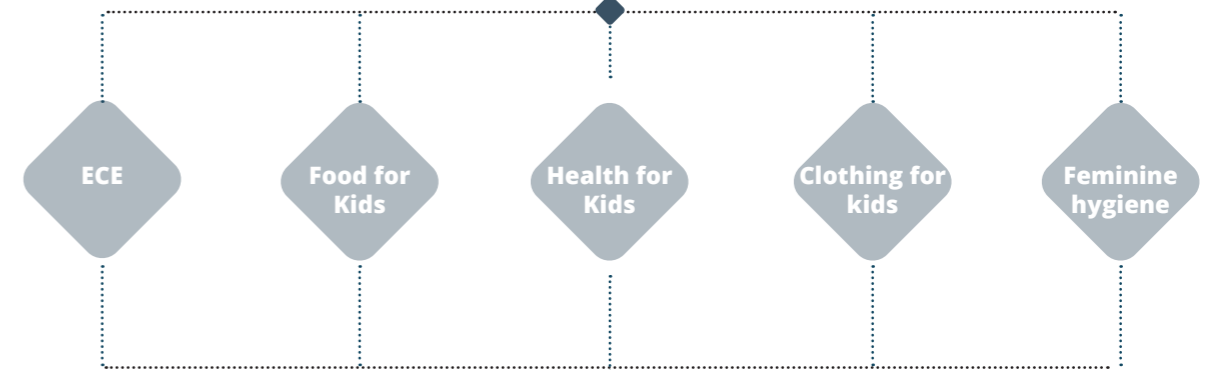 ECE
Food for
Kids
Health for
Kids
Clothing for
kids
Feminine
hygiene